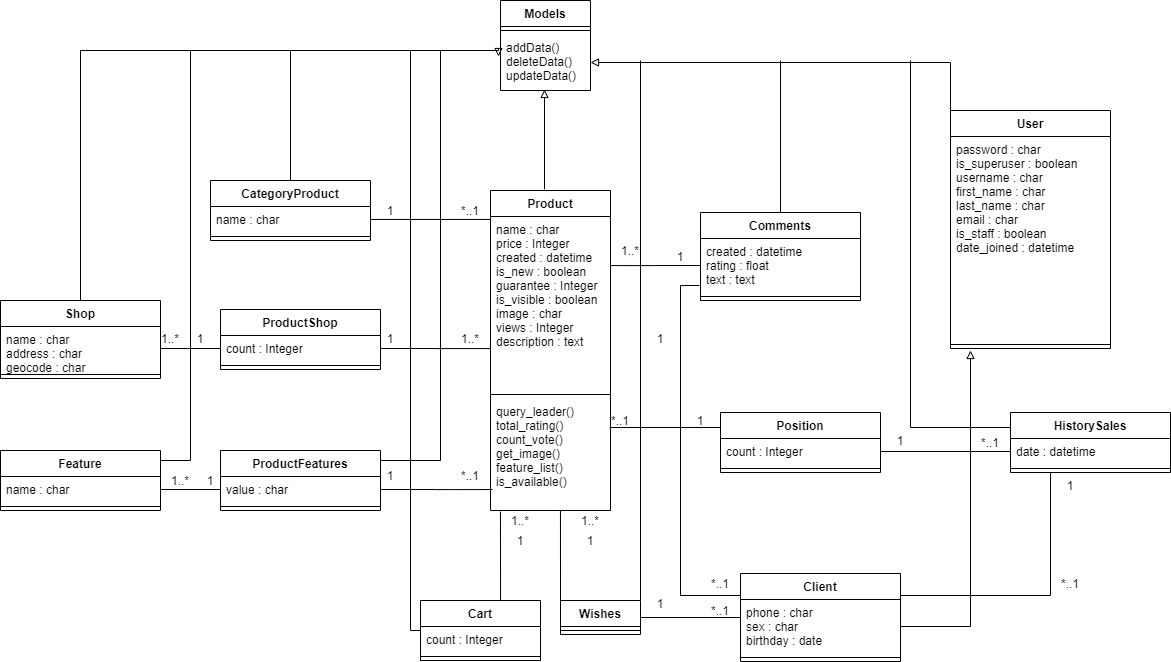 Models
addData()
deleteData()
updateData()
User
password : char
is_superuser : boolean
username : char
first_name : char
last_name : char
email : char
is_staff : boolean
date_joined : datetime
CategoryProduct
name : char
1
*..1
Product
name : char
price : Integer
created : datetime
is_new : boolean
guarantee : Integer
is_visible : boolean
image : char
views : Integer
description : text
query_leader()
total_rating()
count_vote()
get_image()
feature_list()
is_available()
1..*
1
Comments
created : datetime
rating : float
text : text
Shop
name : char
address : char
geocode : char
1..*
1
ProductShop
count : Integer
1
1..*
1
*..1
1
Position
count : Integer
1
*..1
HistorySales
date : datetime
Feature
name : char
1..*
1
ProductFeatures
value : char
1
*..1
1
1..*
1
1..*
1
*..1
*..1
Cart
count : Integer
Wishes
1
*..1
Client
phone : char
sex : char
birthday : date